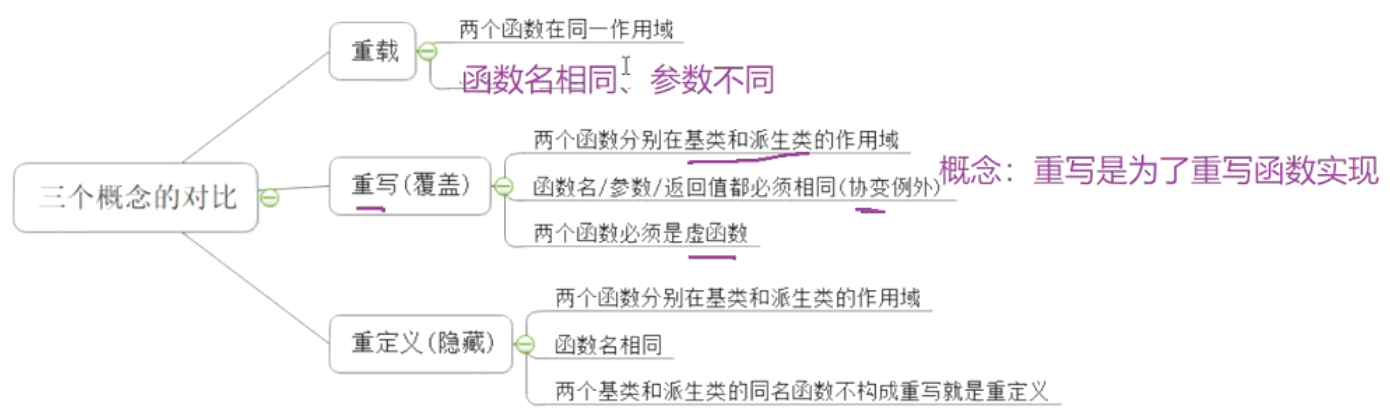 三个概念的对比
重载
两个函数在同一作用域
函数名相同、参数不同
重写(覆盖)
两个函数分别在基类和派生类的作用域
函数名/参数/返回值都必须相同(协变例外)
概念：重写是为了重写函数实现
两个函数必须是虚函数
重定义(隐藏)
两个函数分别在基类和派生类的作用域
函数名相同
两个基类和派生类的同名函数不构成重写就是重定义